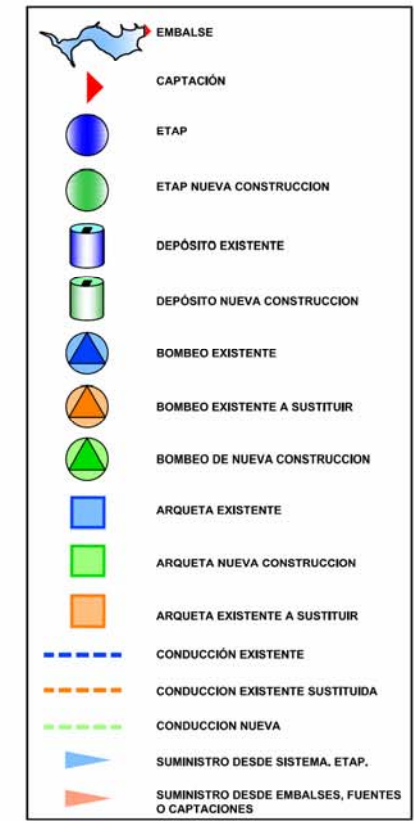 EMBALSE
CAPTACIÓN
ETAP
ETAP NUEVA CONSTRUCCION
DEPÓSITO EXISTENTE
DEPÓSITO NUEVA CONSTRUCCION
BOMBEO EXISTENTE
BOMBEO EXISTENTE A SUSTITUIR
BOMBEO DE NUEVA CONSTRUCCION
ARQUETA EXISTENTE
ARQUETA NUEVA CONSTRUCCION
ARQUETA EXISTENTE A SUSTITUIR
CONDUCCIÓN EXISTENTE
CONDUCCION EXISTENTE SUSTITUIDA
CONDUCCION NUEVA
SUMINISTRO DESDE SISTEMA. ETAP.
SUMINISTRO DESDE EMBALSES, FUENTES
O CAPTACIONES